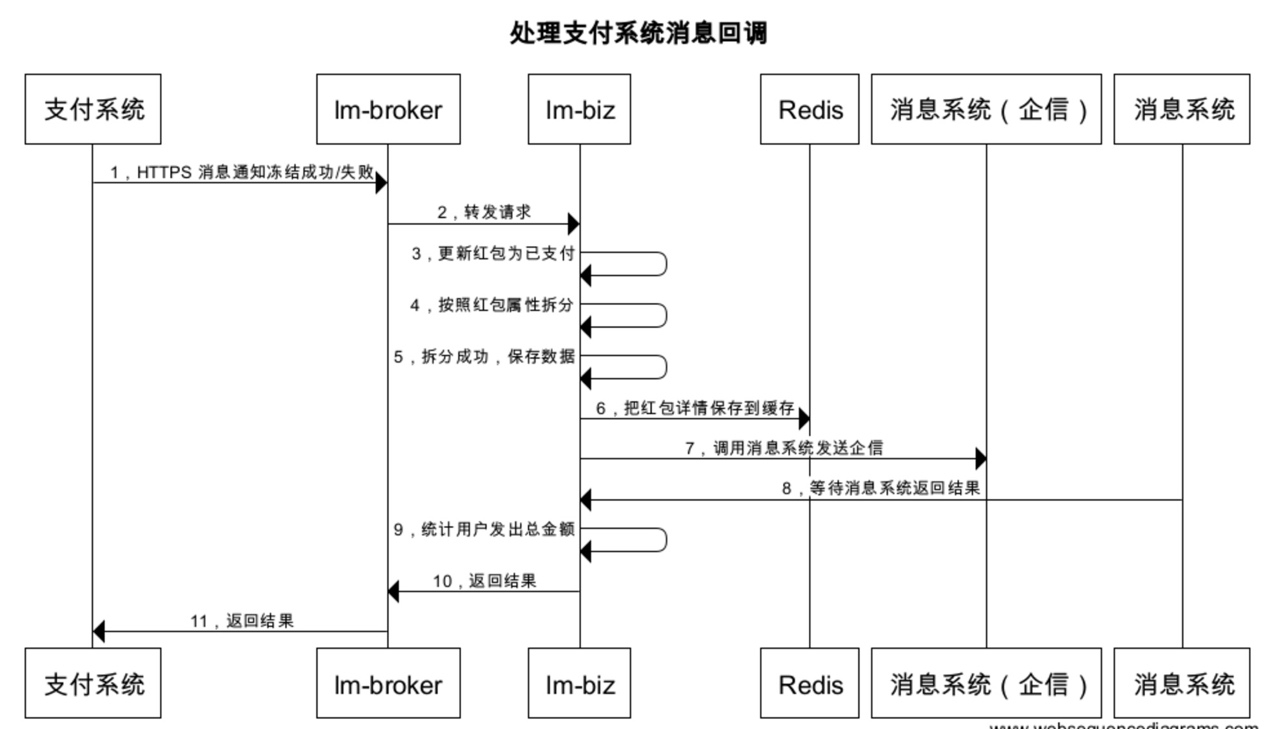 处理支付系统消息回调
支付系统 lm-broker lm-biz Redis 消息系统（企信） 消息系统
1，HTTPS 消息通知冻结成功/失败
2，转发请求
3，更新红包为已支付
4，按照红包属性拆分
5，拆分成功，保存数据
6，把红包详情保存到缓存
7，调用消息系统发送企信
8，等待消息系统返回结果
9，统计用户发出总金额
10，返回结果
11，返回结果
支付系统 lm-broker lm-biz Redis 消息系统（企信） 消息系统
www.websequencediagrams.com